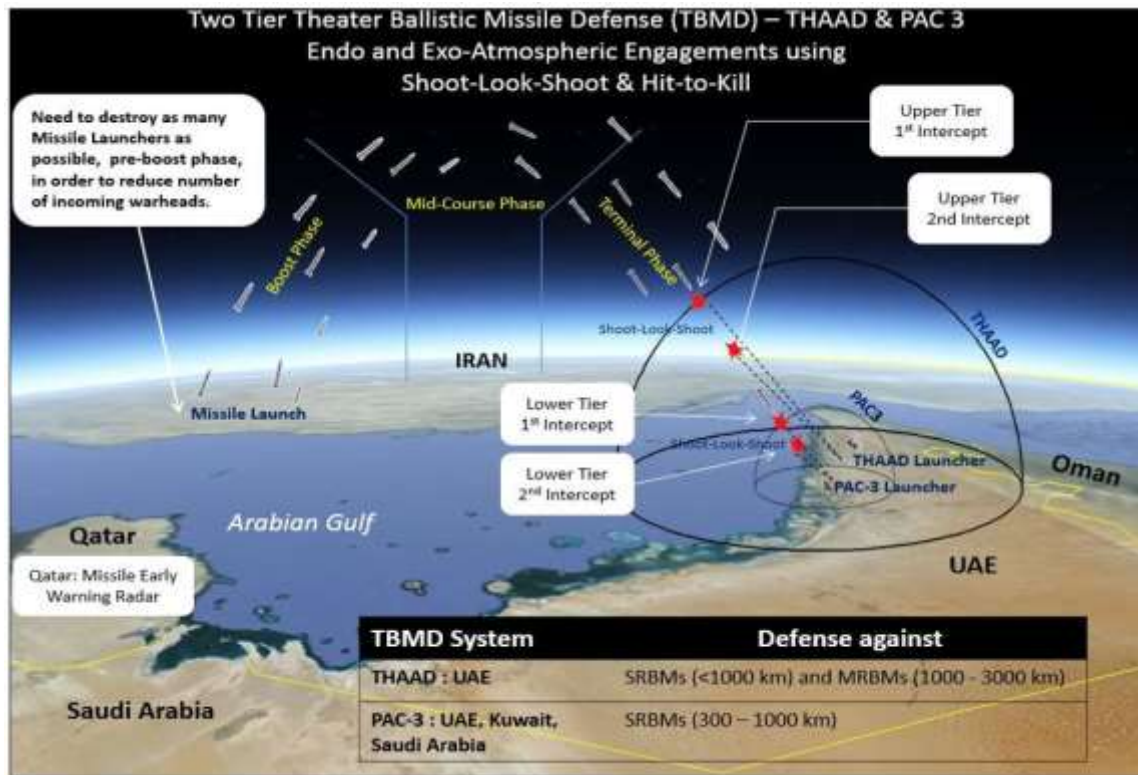 Two Tier Theater Ballistic Missile Defense (TBMD) – THAAD & PAC 3
Endo and Exo-Atmospheric Engagements using
Shoot-Look-Shoot & Hit-to-Kill
Need to destroy as many
Missile Launchers as
possible, pre-boost phase,
in order to reduce number
of incoming warheads.
Upper Tier
1st Intercept
Upper Tier
2nd Intercept
Boost Phase
Mid-Course Phase
Terminal Phase
Shoot-Look-Shoot
THAAD
IRAN
Missile Launch
Lower Tier
1st Intercept
PAC3
Shoot-Look-Shoot
Lower Tier
2nd Intercept
THAAD Launcher
PAC-3 Launcher
Oman
Arabian Gulf
Qatar
Qatar: Missile Early
Warning Radar
UAE
Saudi Arabia
TBMD System Defense against
THAAD : UAE SRBMs (<1000 km) and MRBMs (1000 - 3000 km)
PAC-3 : UAE, Kuwait, SRBMs (300 – 1000 km)
Saudi Arabia